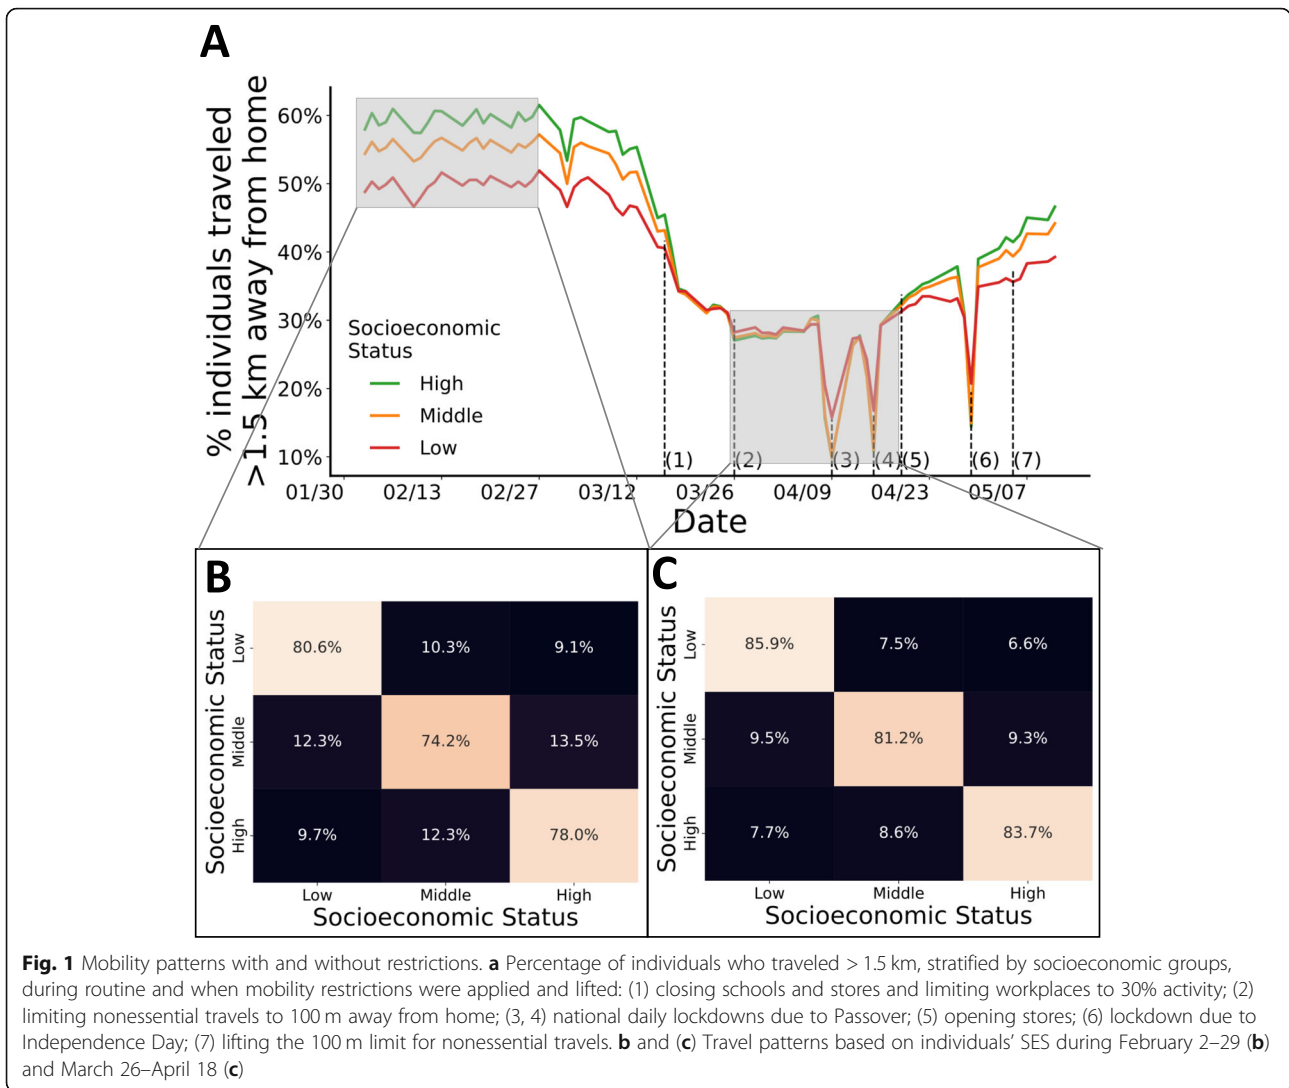 A
% individuals traveled
>1.5 km away from home
60%
50%
40%
30%
20%
10%
Socioeconomic
Status
High
Middle
Low
(1) (2) (3) (4) (5) (6) (7)
01/30 02/13 02/27 03/12 03/26 04/09 04/23 05/07
Date
B
Socioeconomic Status
Low 80.6% 10.3% 9.1%
Middle 12.3% 74.2% 13.5%
High 9.7% 12.3% 78.0%
Low Middle High
Socioeconomic Status
C
Socioeconomic Status
Low 85.9% 7.5% 6.6%
Middle 9.5% 81.2% 9.3%
High 7.7% 8.6% 83.7%
Low Middle High
Socioeconomic Status
Fig. 1 Mobility patterns with and without restrictions. a Percentage of individuals who traveled > 1.5 km, stratified by socioeconomic groups,
during routine and when mobility restrictions were applied and lifted: (1) closing schools and stores and limiting workplaces to 30% activity; (2)
limiting nonessential travels to 100 m away from home; (3, 4) national daily lockdowns due to Passover; (5) opening stores; (6) lockdown due to
Independence Day; (7) lifting the 100 m limit for nonessential travels. b and (c) Travel patterns based on individuals' SES during February 2–29 (b)
and March 26–April 18 (c)